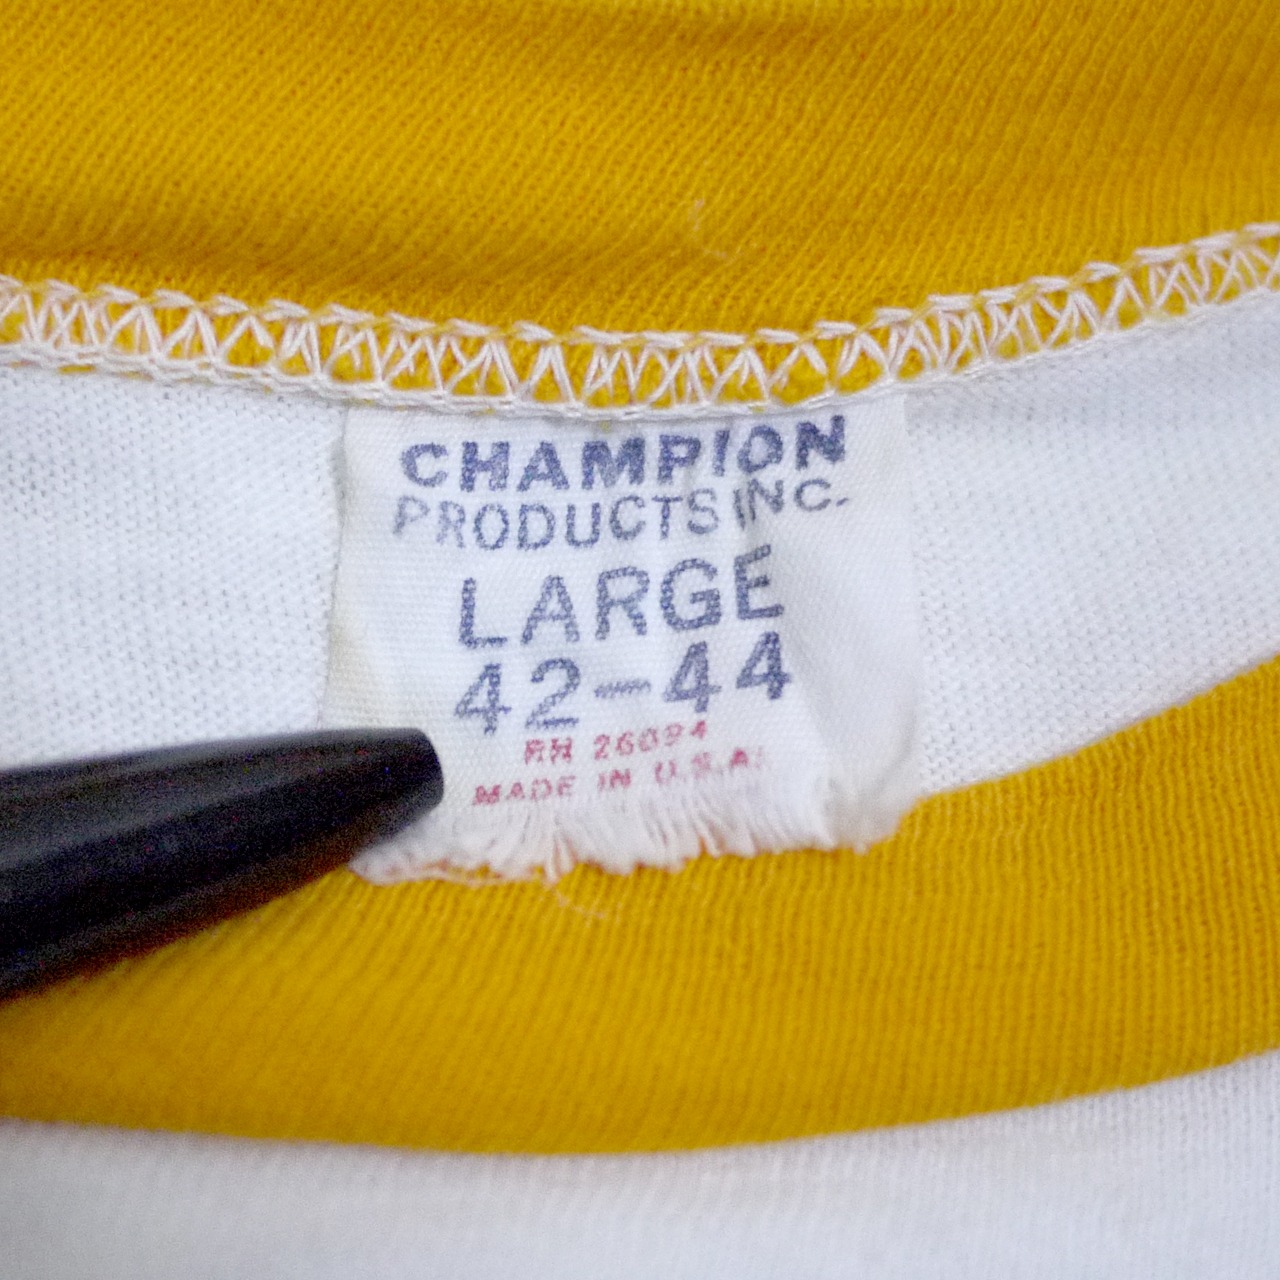 CHAMPION
PRODUCTS INC.
LARGE
42-44
RN 26094
MADE IN U.S.A.